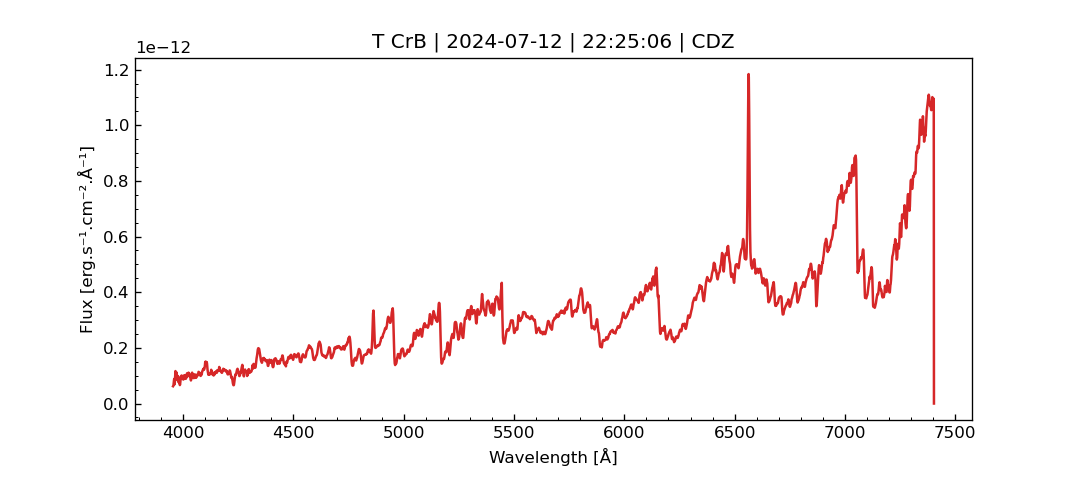 T CrB | 2024-07-12 | 22:25:06 | CDZ
1e−12
1.2
1.0
0.8
0.6
0.4
0.2
0.0
Flux [erg.s⁻¹.cm⁻².Å⁻¹]
4000 4500 5000 5500 6000 6500 7000 7500
Wavelength [Å]